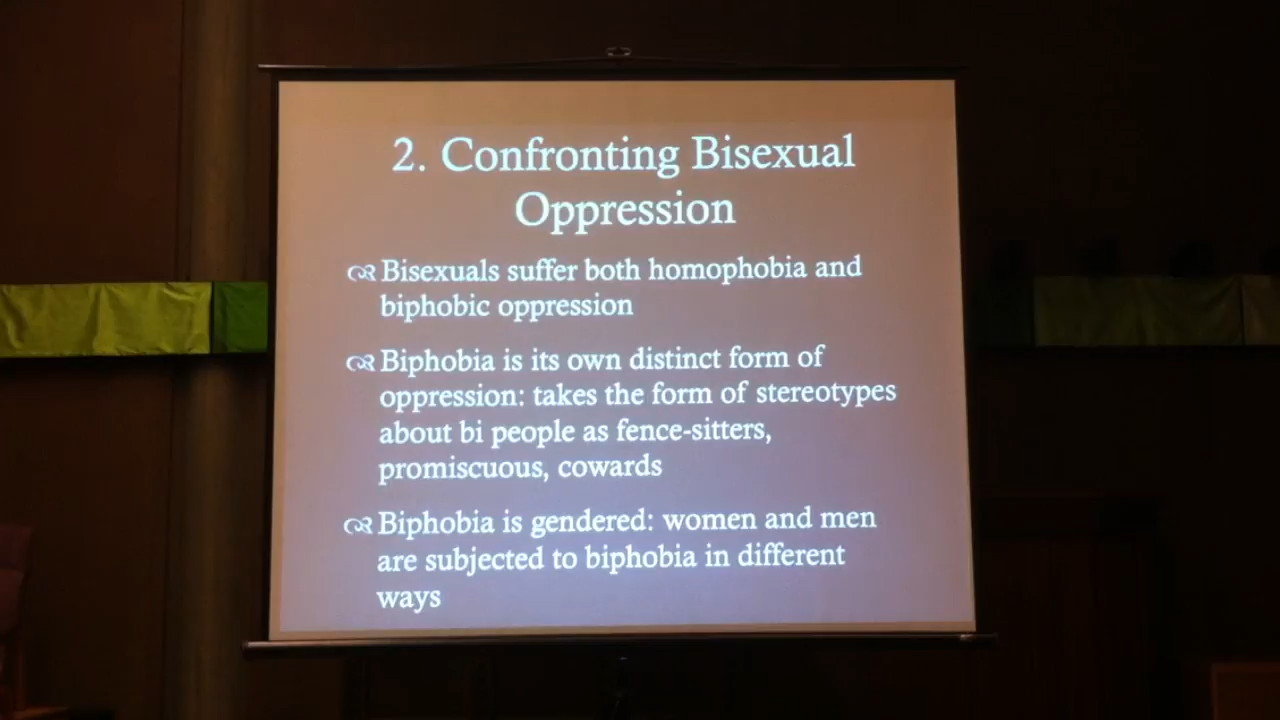 2. Confronting Bisexual
Oppression
Bisexuals suffer both homophobia and
biphobic oppression
Biphobia is its own distinct form of
oppression: takes the form of stereotypes
about bi people as fence-sitters,
promiscuous, cowards
Biphobia is gendered: women and men
are subjected to biphobia in different
ways